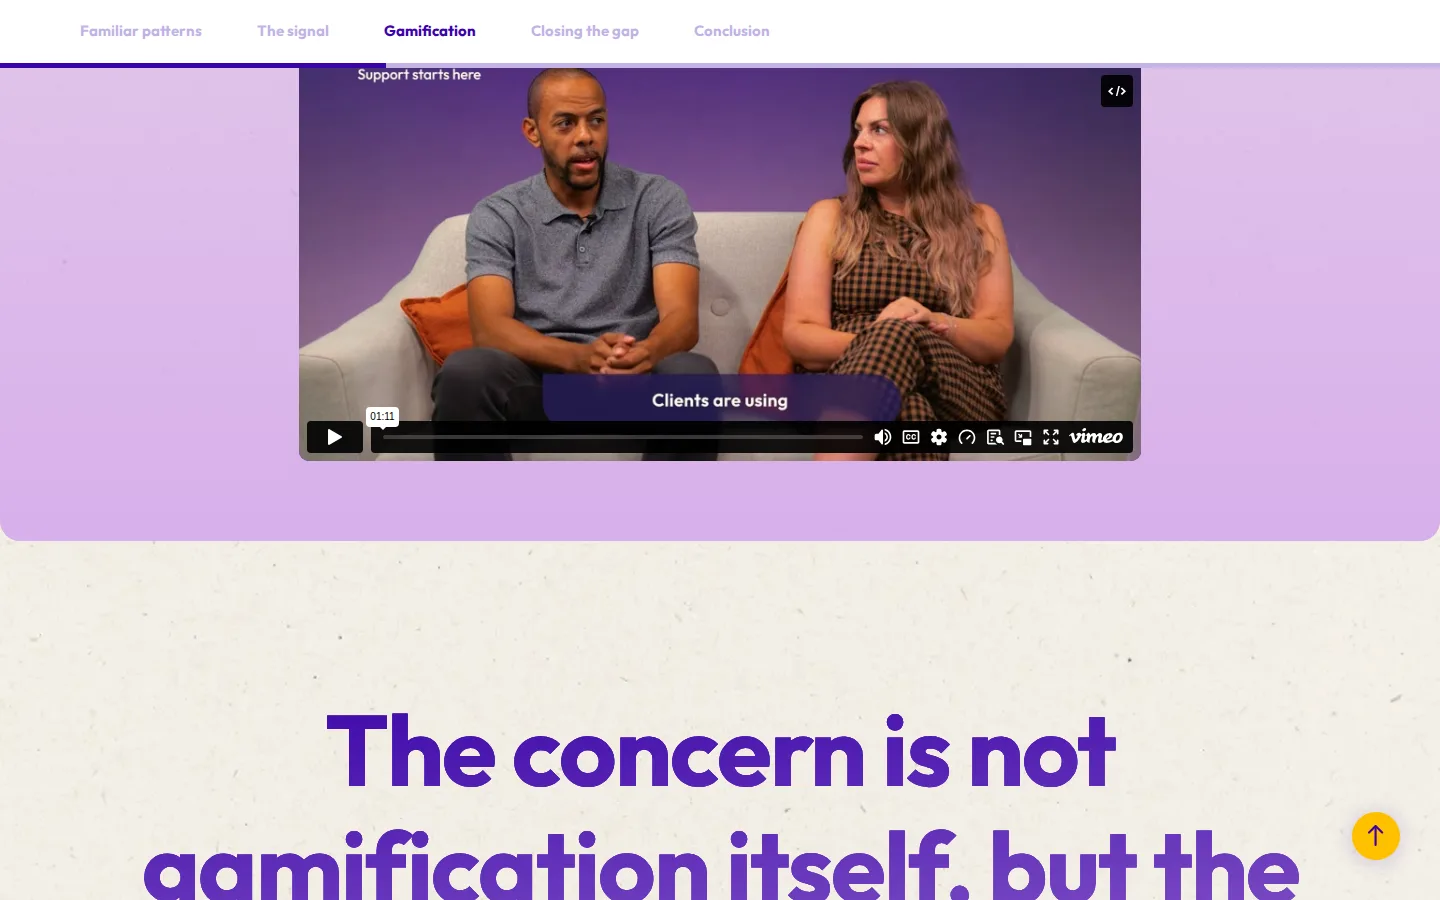 Familiar patterns
The signal
Gamification
Closing the gap
Conclusion
Support starts here
Clients are using
01:11
CC
vimeo
The concern is not
gamification itself, but the